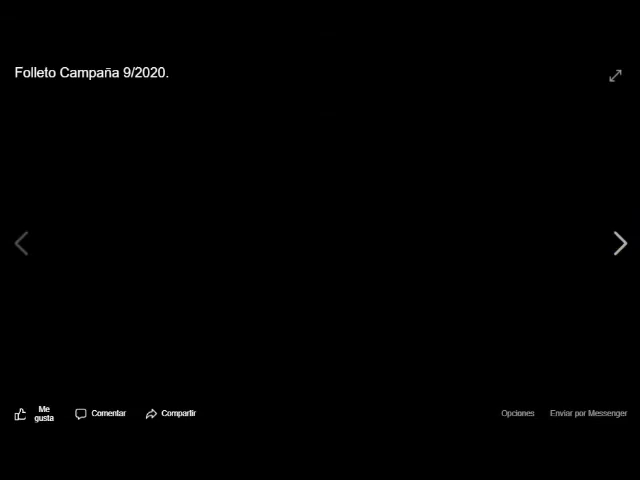 Folleto Campaña 9/2020.
Me
gusta
Comentar
Compartir
Opciones
Enviar por Messenger